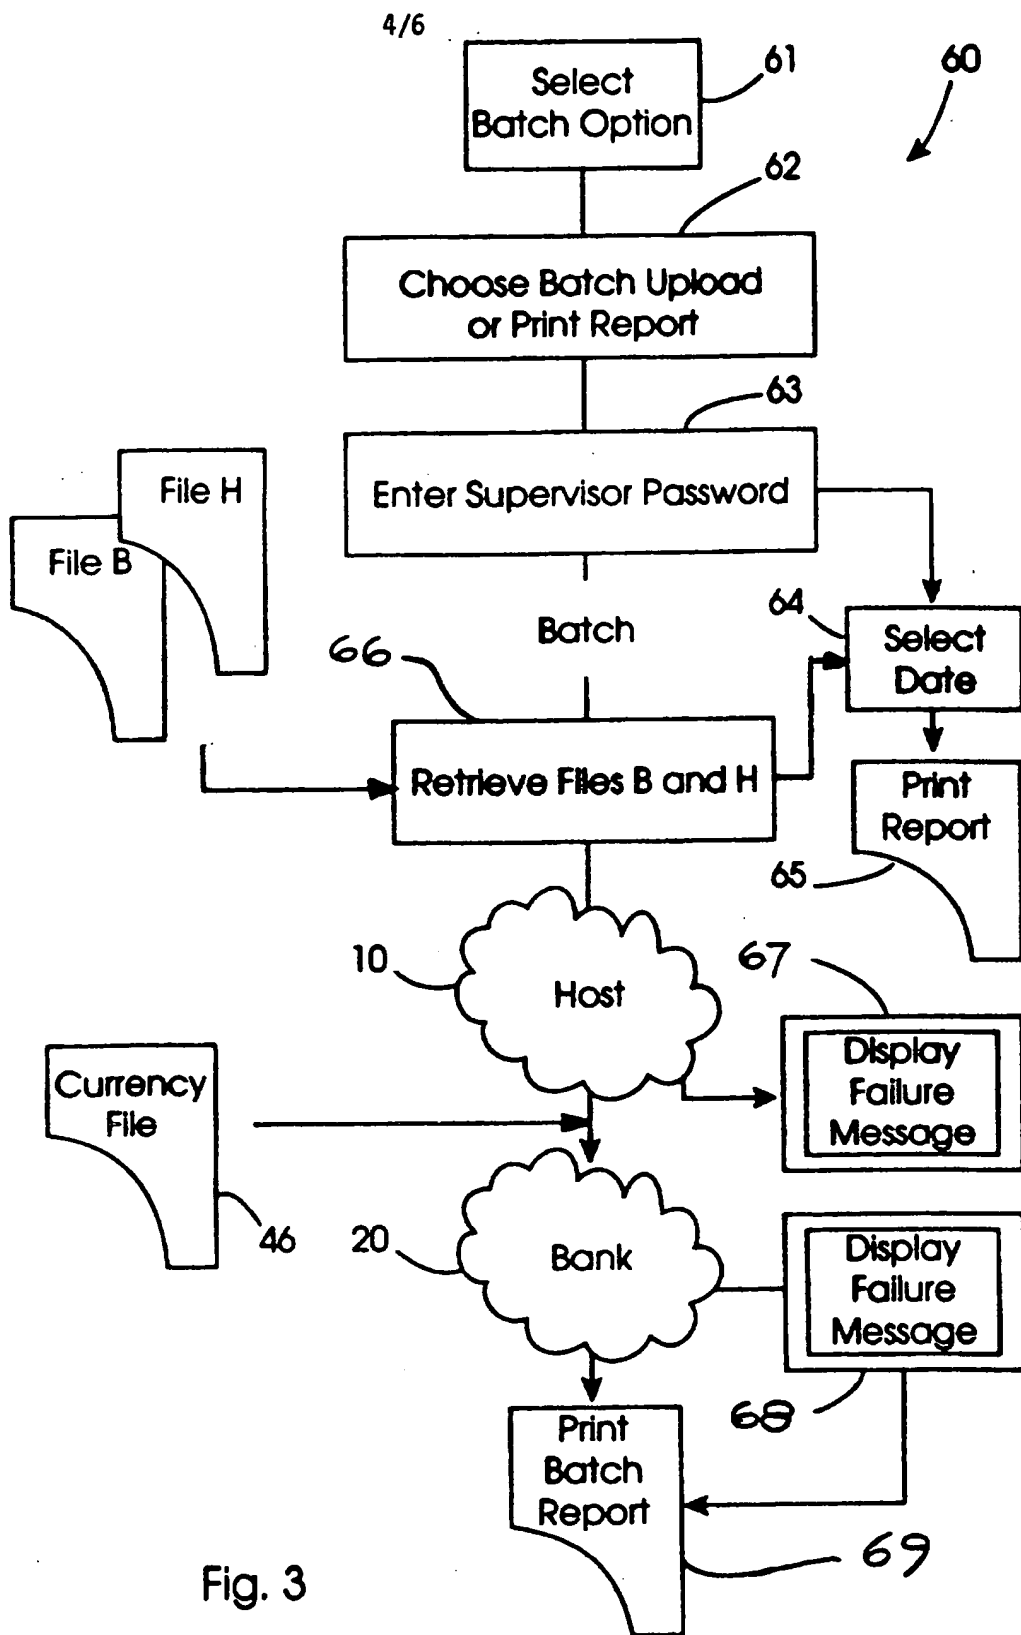 4/6
Select
Batch Option
61
60
62
Choose Batch Upload
or Print Report
63
Enter Supervisor Password
File H
File B
64
Select
Date
Batch
66
Retrieve Files B and H
Print
Report
65
10
Host
67
Display
Failure
Message
Currency
File
46
20
Bank
Display
Failure
Message
68
Print
Batch
Report
69
Fig. 3